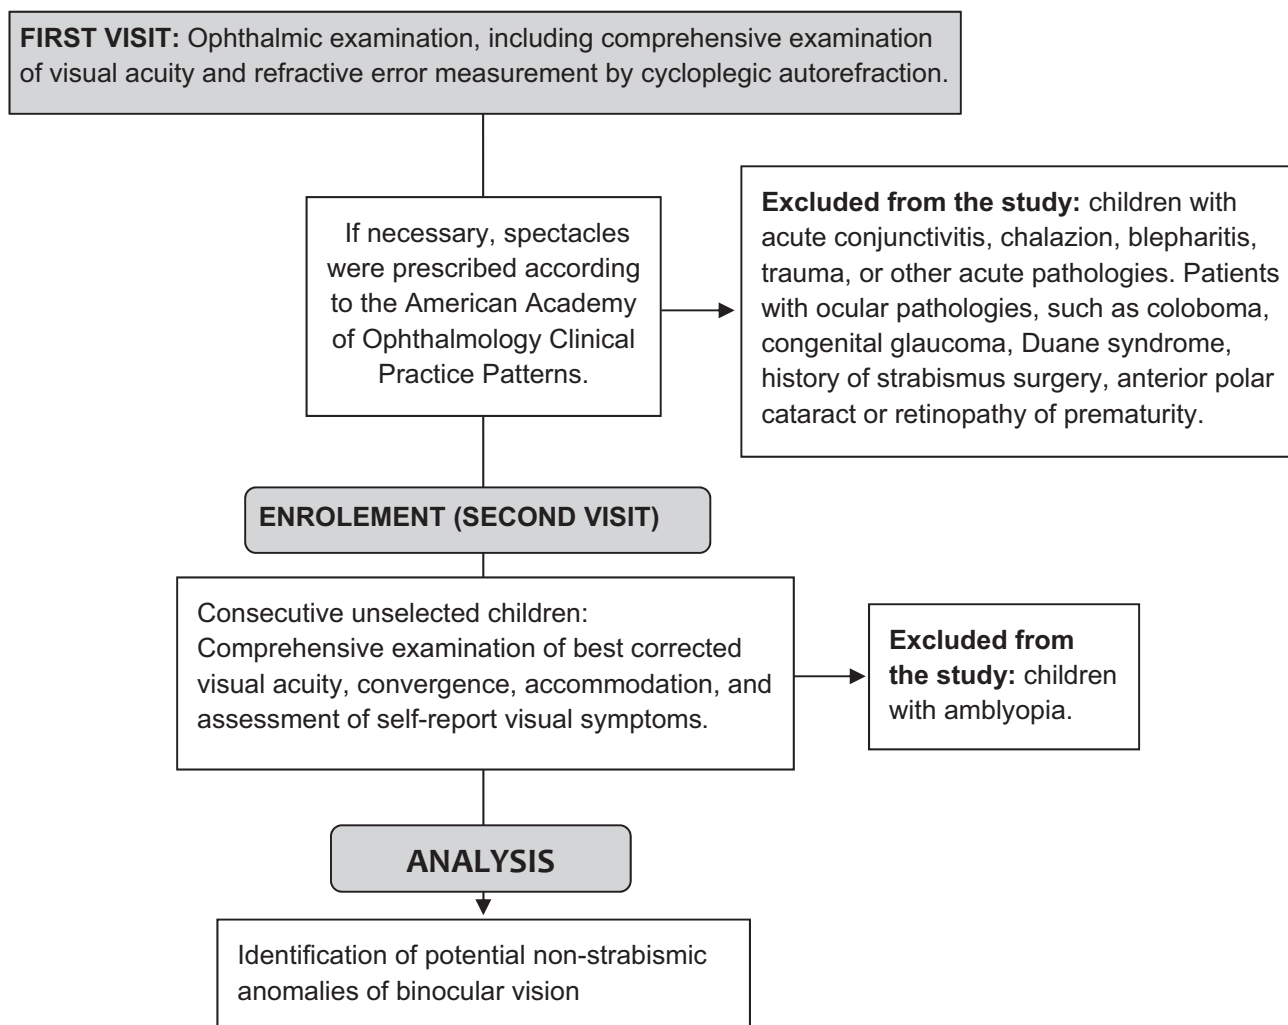 FIRST VISIT: Ophthalmic examination, including comprehensive examination
of visual acuity and refractive error measurement by cycloplegic autorefraction.
If necessary, spectacles
were prescribed according
to the American Academy
of Ophthalmology Clinical
Practice Patterns.
Excluded from the study: children with
acute conjunctivitis, chalazion, blepharitis,
trauma, or other acute pathologies. Patients
with ocular pathologies, such as coloboma,
congenital glaucoma, Duane syndrome,
history of strabismus surgery, anterior polar
cataract or retinopathy of prematurity.
ENROLEMENT (SECOND VISIT)
Consecutive unselected children:
Comprehensive examination of best corrected
visual acuity, convergence, accommodation, and
assessment of self-report visual symptoms.
Excluded from
the study: children
with amblyopia.
ANALYSIS
Identification of potential non-strabismic
anomalies of binocular vision